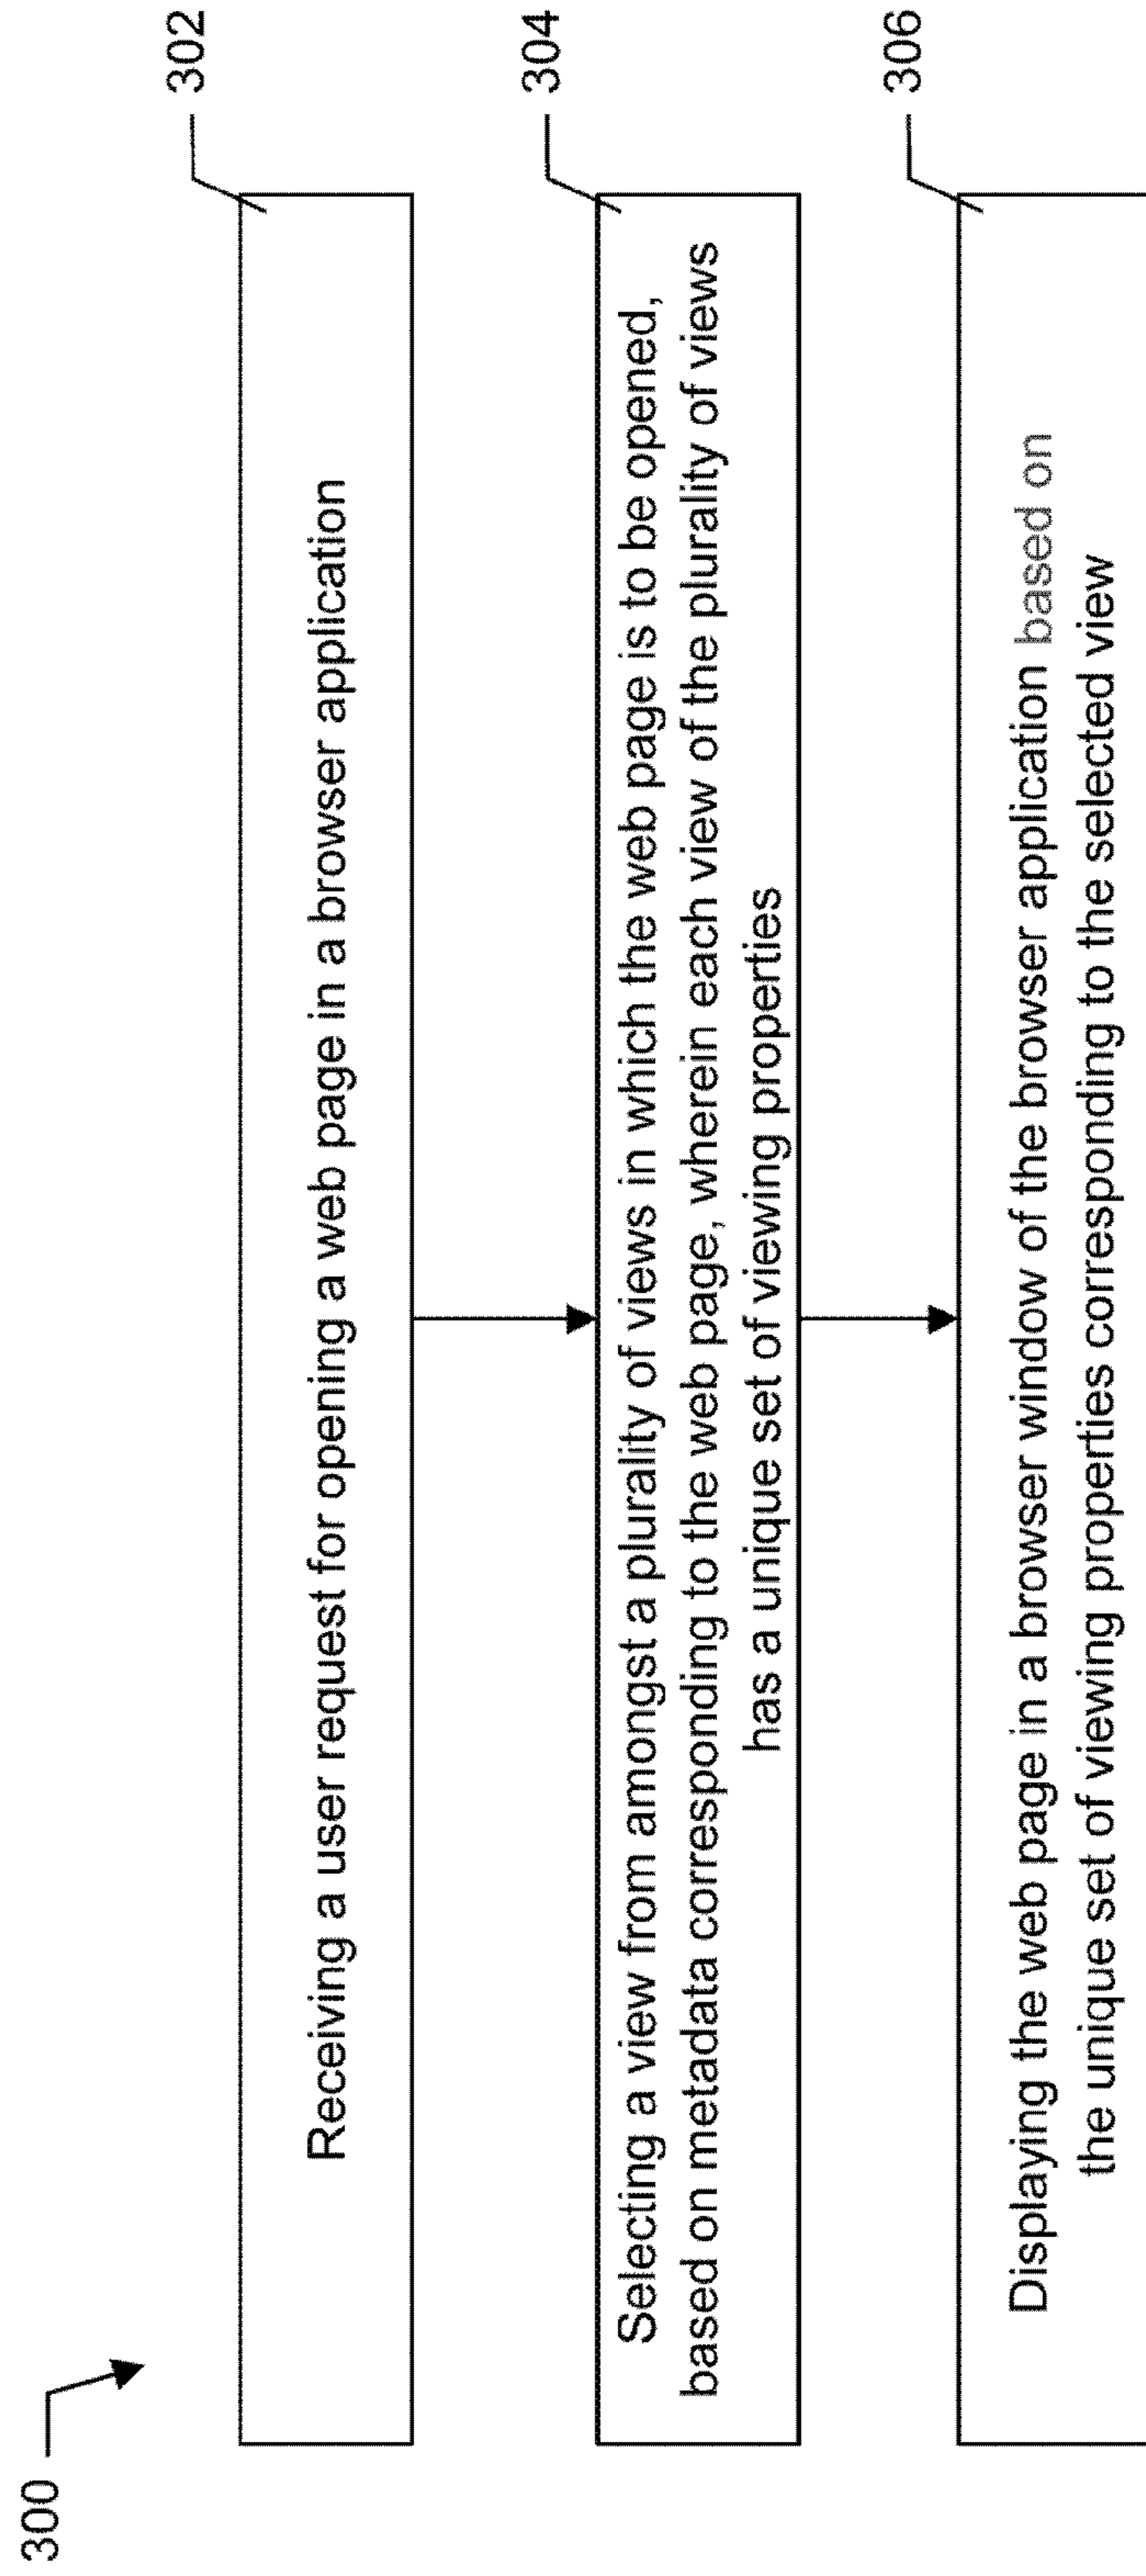 300
302
Receiving a user request for opening a web page in a browser application
304
Selecting a view from amongst a plurality of views in which the web page is to be opened,
based on metadata corresponding to the web page, wherein each view of the plurality of views
has a unique set of viewing properties
306
Displaying the web page in a browser window of the browser application based on
the unique set of viewing properties corresponding to the selected view